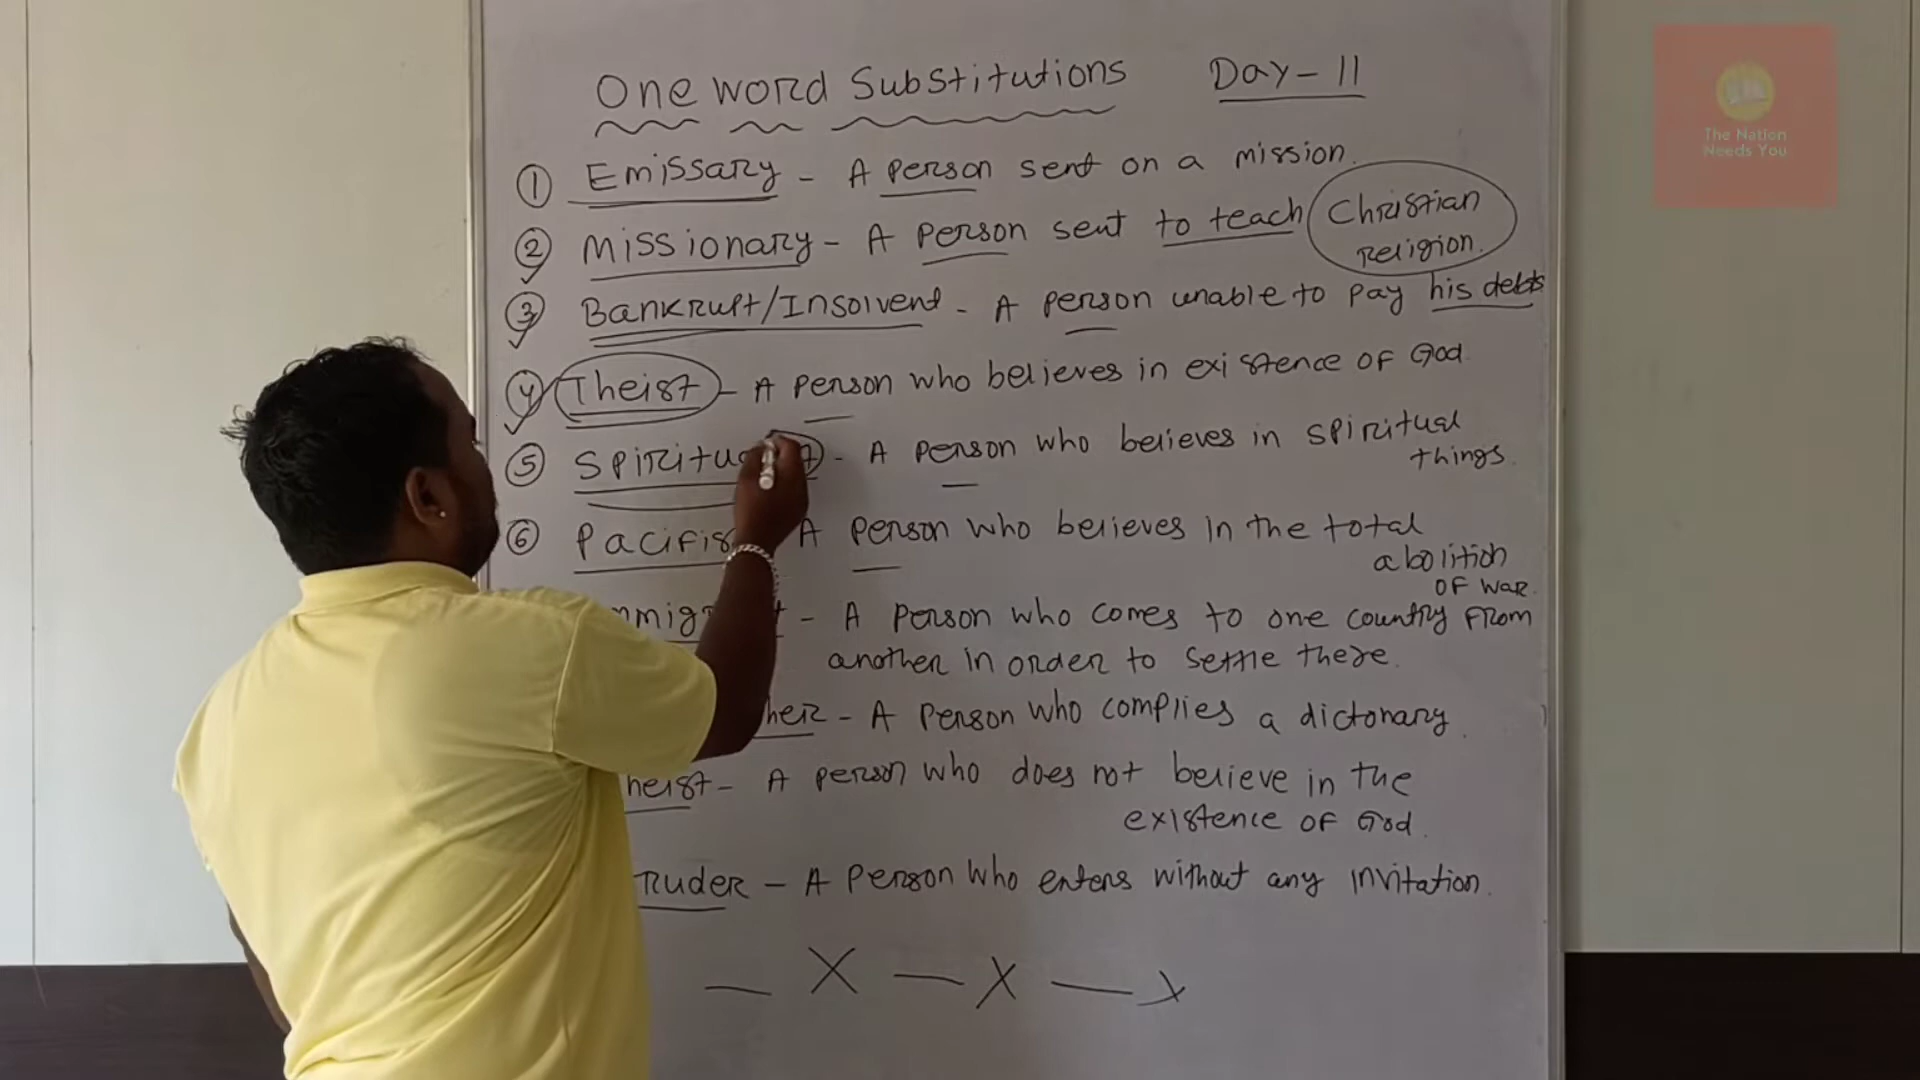 One word Substitutions Day-11
① Emissary - A person sent on a mission.
② Missionary - A person sent to teach Christian
religion.
③ Bankrupt/Insolvent - A person unable to pay his debts
④ Theist - A person who believes in existence of God.
⑤ - A person who believes in spiritual
things.
⑥ A person who believes in the total
abolition
of war.
- A person who comes to one country from
another in order to settle there.
her - A person who complies a dictonary.
heist - A person who does not believe in the
existence of God.
ruder - A person who enters without any invitation.
— X — X — X
The Nation
Needs You